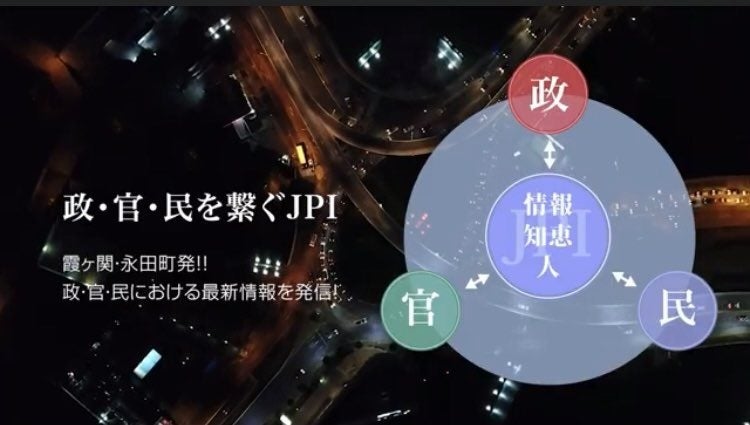 政・官・民を繋ぐJPI
霞ヶ関・永田町発!!
政・官・民における最新情報を発信!
政
JPI
情報
知恵
人
官
民